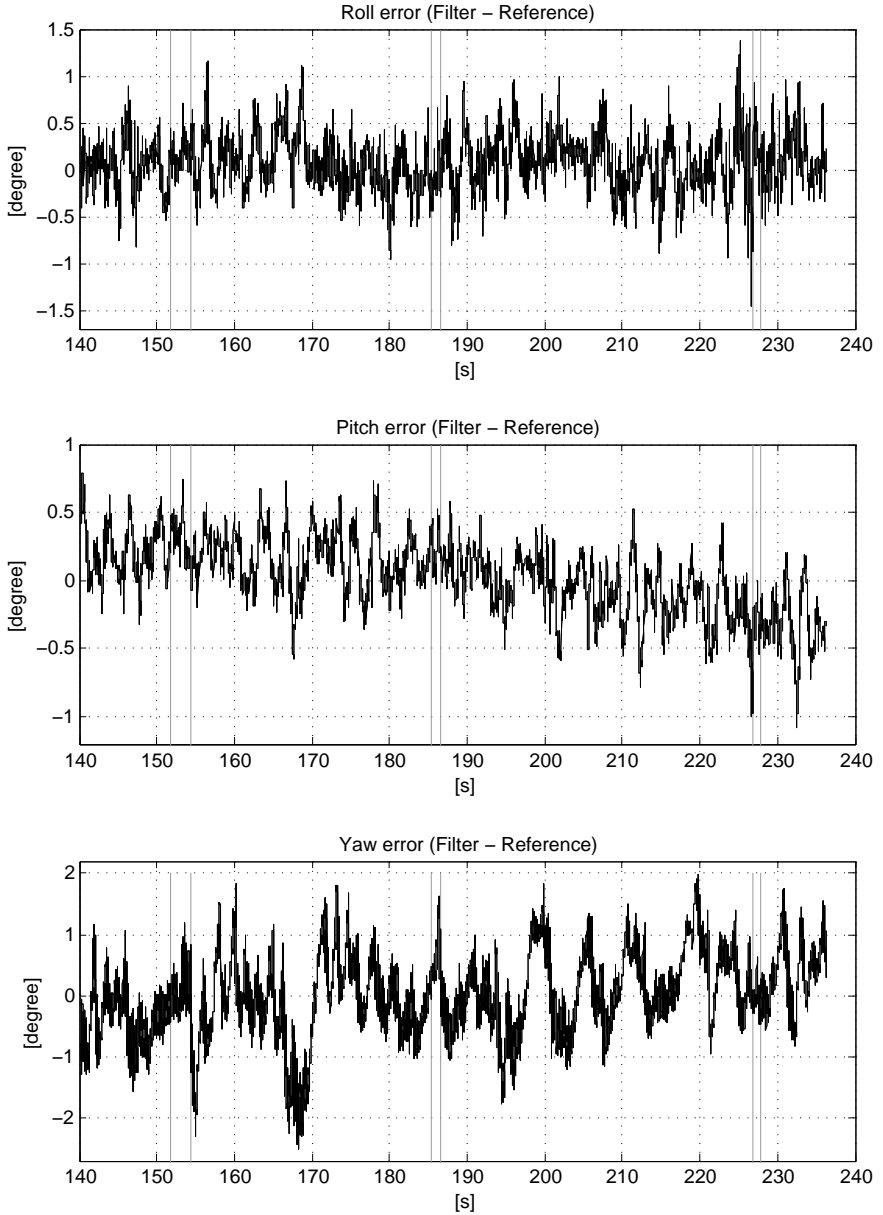 Roll error (Filter − Reference)
1.5
1
0.5
0
−0.5
−1
−1.5
[degree]
140 150 160 170 180 190 200 210 220 230 240
[s]
Pitch error (Filter − Reference)
1
0.5
0
−0.5
−1
[degree]
140 150 160 170 180 190 200 210 220 230 240
[s]
Yaw error (Filter − Reference)
2
1
0
−1
−2
[degree]
140 150 160 170 180 190 200 210 220 230 240
[s]